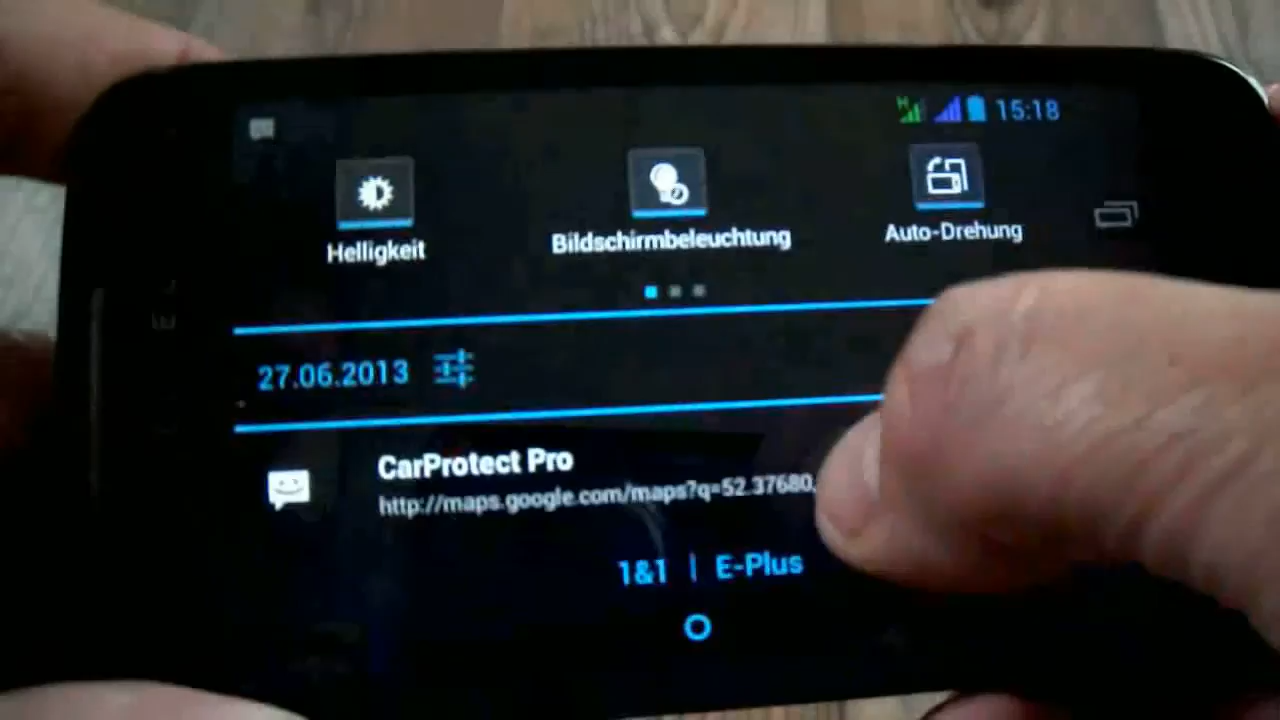 H 15:18
Helligkeit Bildschirmbeleuchtung Auto-Drehung
27.06.2013
CarProtect Pro
http://maps.google.com/maps?q=52.37680,
1&1 | E-Plus